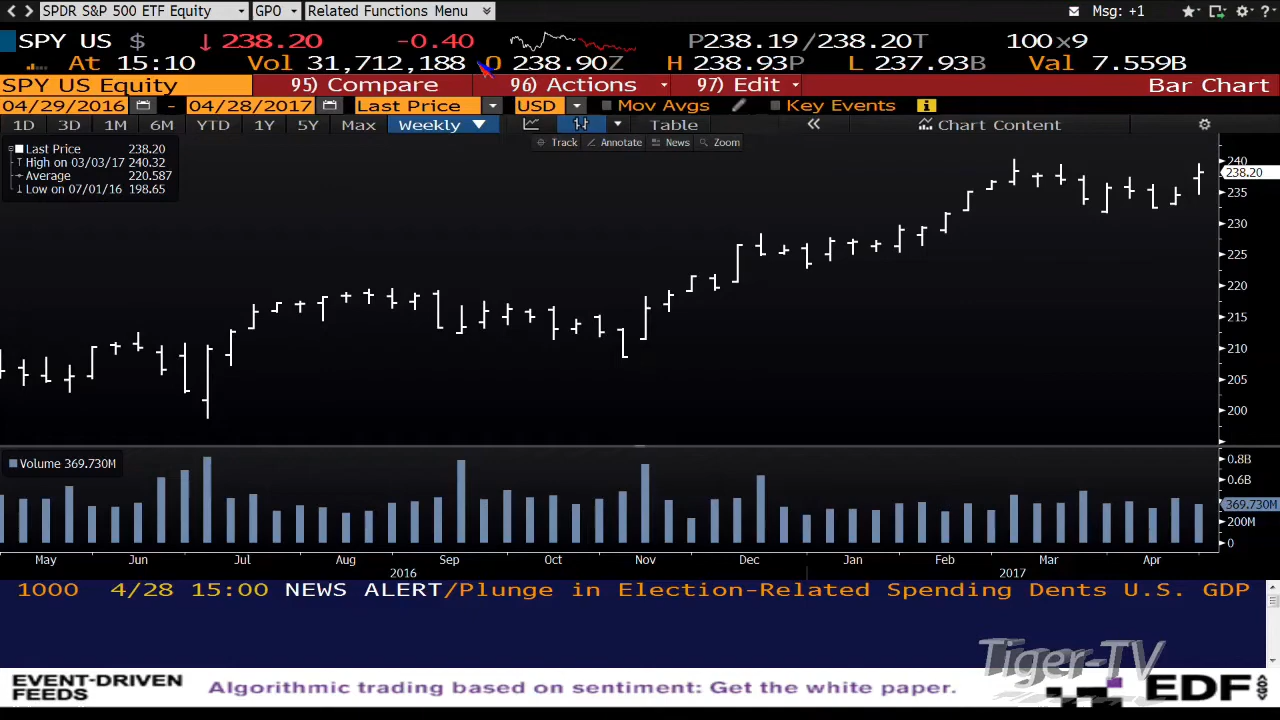 SPDR S&P 500 ETF Equity GPO Related Functions Menu Msg: +1
SPY US $ ↓ 238.20 -0.40 P238.19/238.20T 100x9
At 15:10 Vol 31,712,188 O 238.90Z H 238.93P L 237.93B Val 7.559B
SPY US Equity 95) Compare 96) Actions 97) Edit Bar Chart
04/29/2016 - 04/28/2017 Last Price USD Mov Avgs Key Events
1D 3D 1M 6M YTD 1Y 5Y Max Weekly ▼ Table « Chart Content
Track Annotate News Zoom
Last Price 238.20
High on 03/03/17 240.32
Average 220.587
Low on 07/01/16 198.65
240
238.20
235
230
225
220
215
210
205
200
Volume 369.730M
0.8B
0.6B
369.730M
200M
0
May Jun Jul Aug Sep Oct Nov Dec Jan Feb Mar Apr
2016 2017
1000 4/28 15:00 NEWS ALERT/Plunge in Election-Related Spending Dents U.S. GDP
Tiger-TV
EVENT-DRIVEN
FEEDS
Algorithmic trading based on sentiment: Get the white paper.
EDF